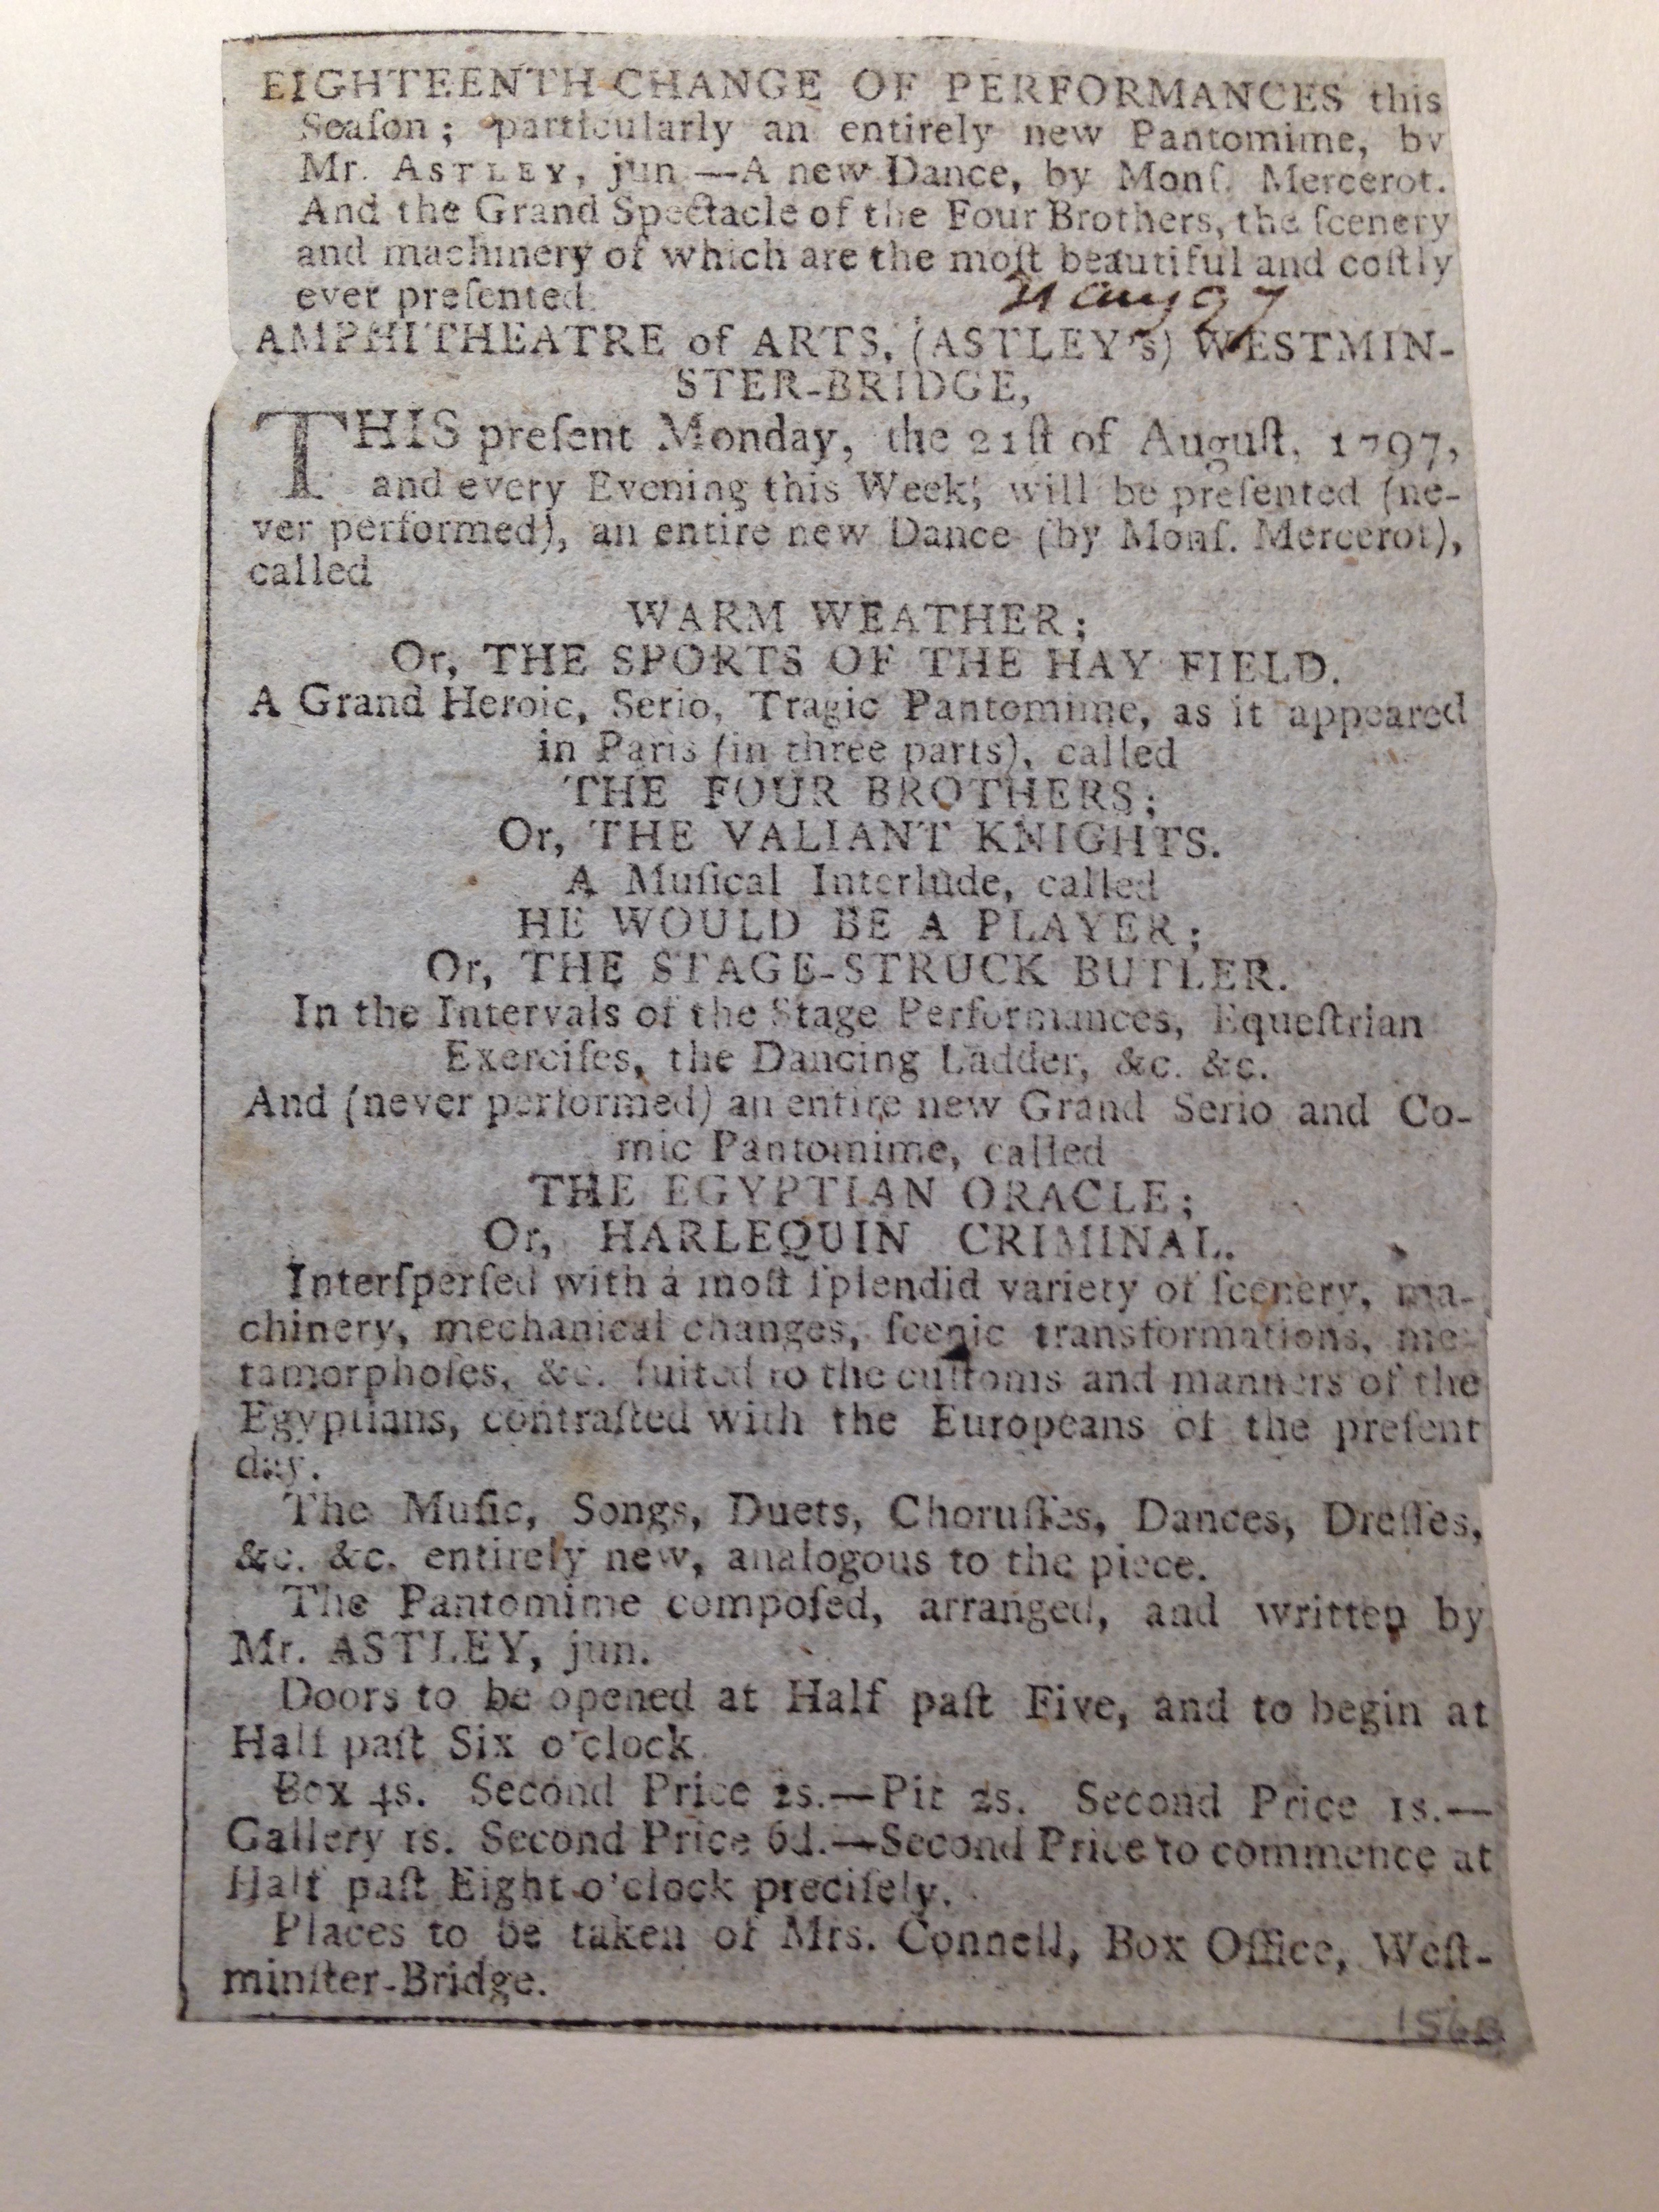 EIGHTEENTH CHANGE OF PERFORMANCES this
Seaſon; particularly an entirely new Pantomime, by
Mr. ASTLEY, jun.—A new Dance, by Monſ. Mercerot.
And the Grand Spectacle of the Four Brothers, the ſcenery
and machinery of which are the moſt beautiful and coſtly
ever preſented.
21 Aug 97
AMPHITHEATRE of ARTS, (ASTLEY's) WESTMIN-
STER-BRIDGE,
THIS preſent Monday, the 21ſt of Auguſt, 1797,
and every Evening this Week, will be preſented (ne-
ver performed), an entire new Dance (by Monſ. Mercerot),
called
WARM WEATHER;
Or, THE SPORTS OF THE HAY FIELD.
A Grand Heroic, Serio, Tragic Pantomime, as it appeared
in Paris (in three parts), called
THE FOUR BROTHERS;
Or, THE VALIANT KNIGHTS.
A Muſical Interlude, called
HE WOULD BE A PLAYER;
Or, THE STAGE-STRUCK BUTLER.
In the Intervals of the Stage Performances, Equeſtrian
Exerciſes, the Dancing Ladder, &c. &c.
And (never performed) an entire new Grand Serio and Co-
mic Pantomime, called
THE EGYPTIAN ORACLE;
Or, HARLEQUIN CRIMINAL.
Interſperſed with a moſt ſplendid variety of ſcenery, ma-
chinery, mechanical changes, ſcenic transformations, me-
tamorphoſes, &c. ſuited to the cuſtoms and manners of the
Egyptians, contraſted with the Europeans of the preſent
day.
The Muſic, Songs, Duets, Choruſſes, Dances, Dreſſes,
&c. &c. entirely new, analogous to the piece.
The Pantomime compoſed, arranged, and written by
Mr. ASTLEY, jun.
Doors to be opened at Half paſt Five, and to begin at
Half paſt Six o'clock.
Box 4s. Second Price 2s.—Pit 2s. Second Price 1s.—
Gallery 1s. Second Price 6d.—Second Price to commence at
Half paſt Eight o'clock preciſely.
Places to be taken of Mrs. Connell, Box Office, Weſt-
minſter-Bridge.